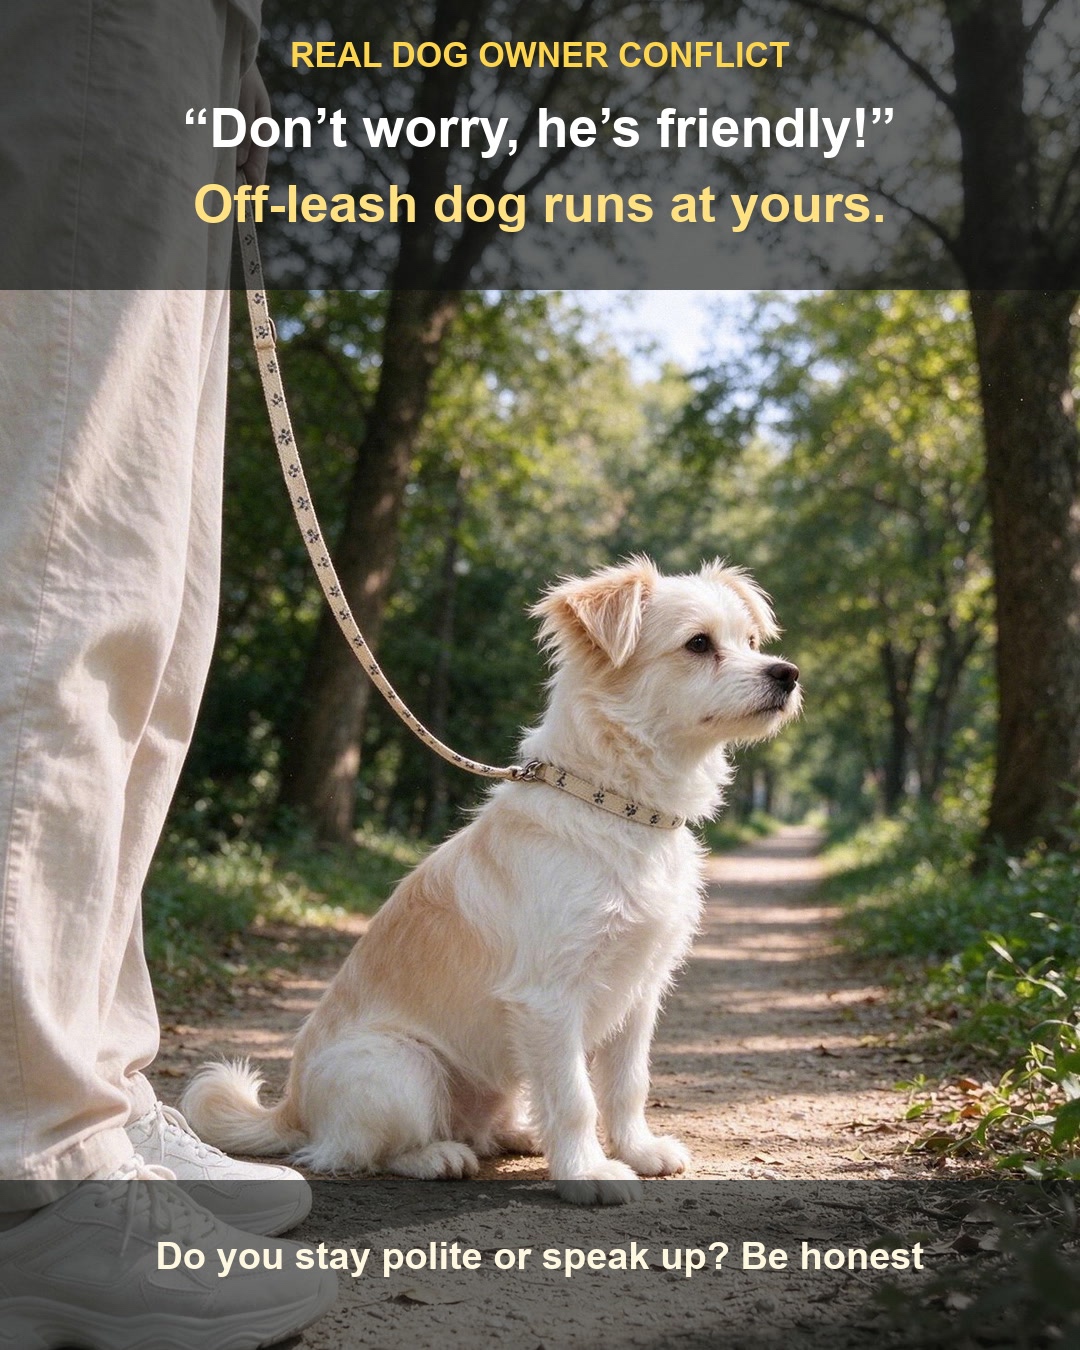 REAL DOG OWNER CONFLICT
“Don’t worry, he’s friendly!”
Off-leash dog runs at yours.
Do you stay polite or speak up? Be honest